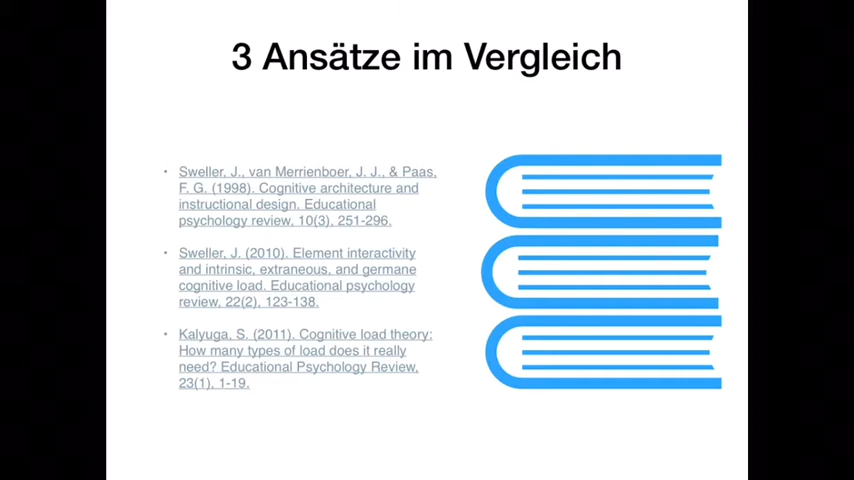 3 Ansätze im Vergleich
• Sweller, J., van Merrienboer, J. J., & Paas,
F. G. (1998). Cognitive architecture and
instructional design. Educational
psychology review, 10(3), 251-296.
• Sweller, J. (2010). Element interactivity
and intrinsic, extraneous, and germane
cognitive load. Educational psychology
review, 22(2), 123-138.
• Kalyuga, S. (2011). Cognitive load theory:
How many types of load does it really
need? Educational Psychology Review,
23(1), 1-19.